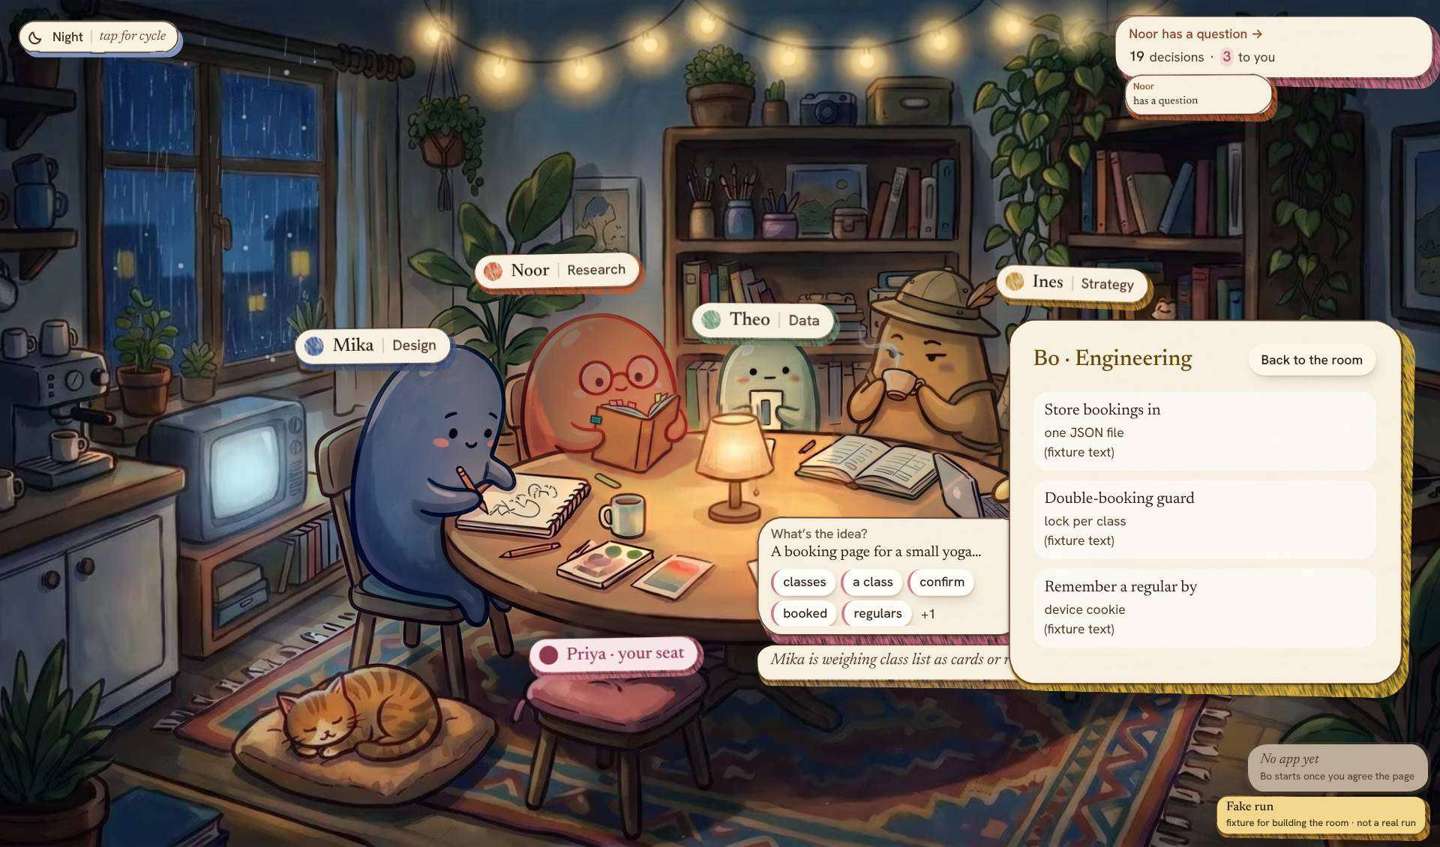 Night | tap for cycle
Noor has a question →
19 decisions · 3 to you
Noor
has a question
Noor | Research
Ines | Strategy
Theo | Data
Mika | Design
Bo · Engineering
Back to the room
Store bookings in
one JSON file
(fixture text)
Double-booking guard
lock per class
(fixture text)
Remember a regular by
device cookie
(fixture text)
What's the idea?
A booking page for a small yoga...
classes a class confirm
booked regulars +1
Mika is weighing class list as cards or
Priya · your seat
No app yet
Bo starts once you agree the page
Fake run
fixture for building the room · not a real run